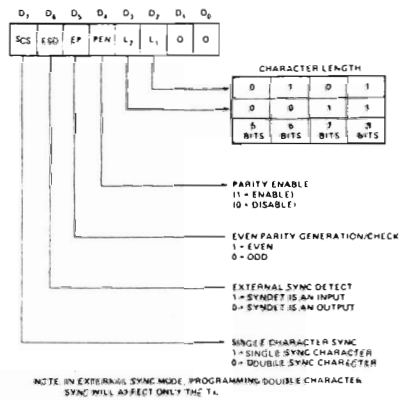 D7 D6 D5 D4 D3 D2 D1 D0
SCS ESD EP PEN L2 L1 0 0
CHARACTER LENGTH
0 1 0 1
0 0 1 1
5 BITS 6 BITS 7 BITS 8 BITS
PARITY ENABLE
(1 = ENABLE)
(0 = DISABLE)
EVEN PARITY GENERATION/CHECK
1 = EVEN
0 = ODD
EXTERNAL SYNC DETECT
1 = SYNDET IS AN INPUT
0 = SYNDET IS AN OUTPUT
SINGLE CHARACTER SYNC
1 = SINGLE SYNC CHARACTER
0 = DOUBLE SYNC CHARACTER
NOTE: IN EXTERNAL SYNC MODE, PROGRAMMING DOUBLE CHARACTER
SYNC WILL AFFECT ONLY THE Tx.